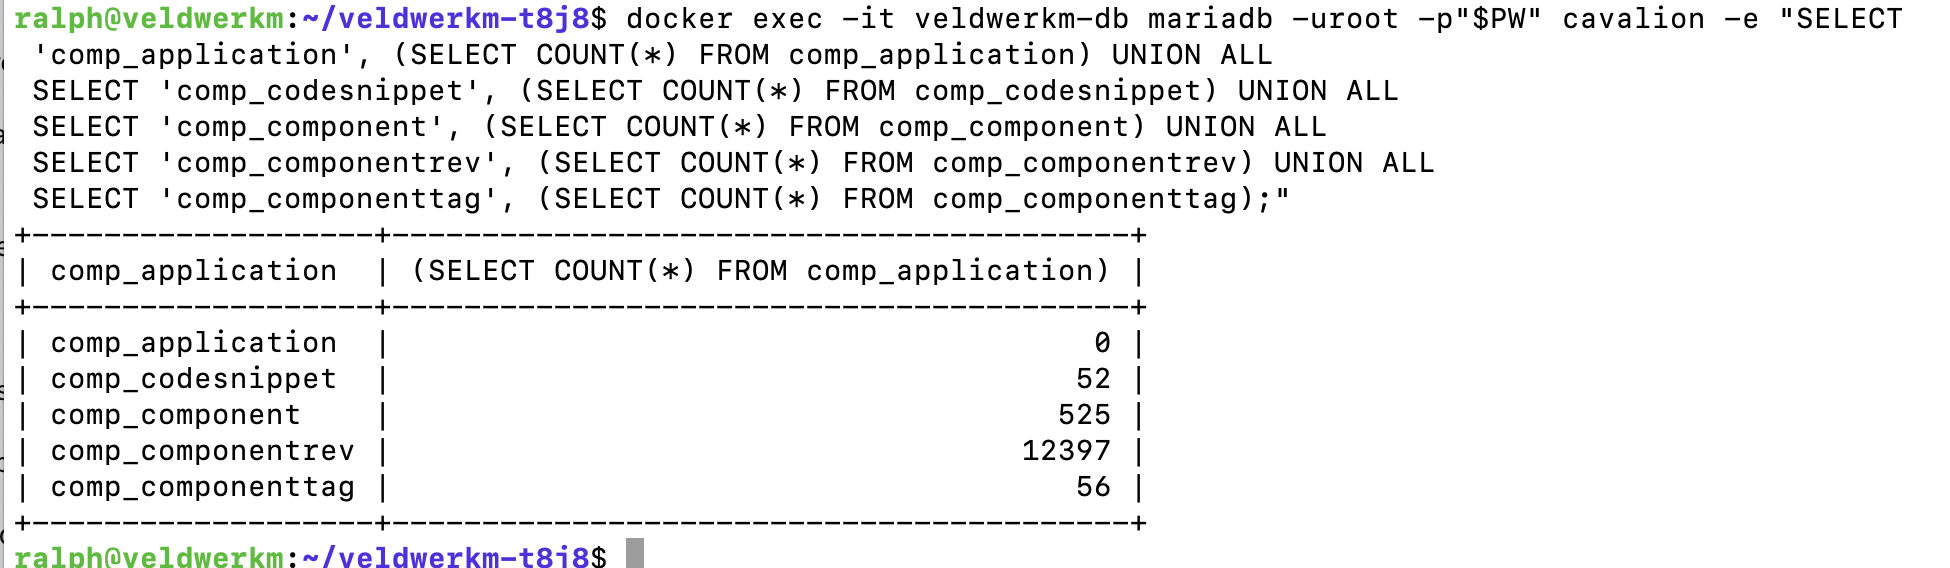 ralph@veldwerkm:~/veldwerkm-t8j8$ docker exec -it veldwerkm-db mariadb -uroot -p"$PW" cavalion -e "SELECT
'comp_application', (SELECT COUNT(*) FROM comp_application) UNION ALL
SELECT 'comp_codesnippet', (SELECT COUNT(*) FROM comp_codesnippet) UNION ALL
SELECT 'comp_component', (SELECT COUNT(*) FROM comp_component) UNION ALL
SELECT 'comp_componentrev', (SELECT COUNT(*) FROM comp_componentrev) UNION ALL
SELECT 'comp_componenttag', (SELECT COUNT(*) FROM comp_componenttag);"
+-------------------+-----------------------------------------+
| comp_application  | (SELECT COUNT(*) FROM comp_application) |
+-------------------+-----------------------------------------+
| comp_application  |                                       0 |
| comp_codesnippet  |                                      52 |
| comp_component    |                                     525 |
| comp_componentrev |                                   12397 |
| comp_componenttag |                                      56 |
+-------------------+-----------------------------------------+
ralph@veldwerkm:~/veldwerkm-t8j8$